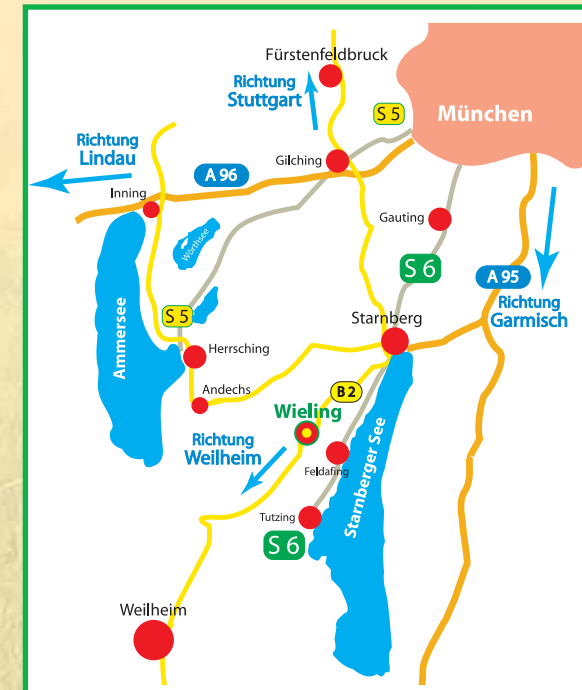 Fürstenfeldbruck
Richtung
Stuttgart
S 5
München
Richtung
Lindau
Gilching
A 96
Inning
Gauting
Wörthsee
S 6
A 95
Richtung
Garmisch
S 5
Starnberg
Ammersee
Herrsching
Andechs
B 2
Wieling
Richtung
Weilheim
Feldafing
Starnberger See
Tutzing
S 6
Weilheim